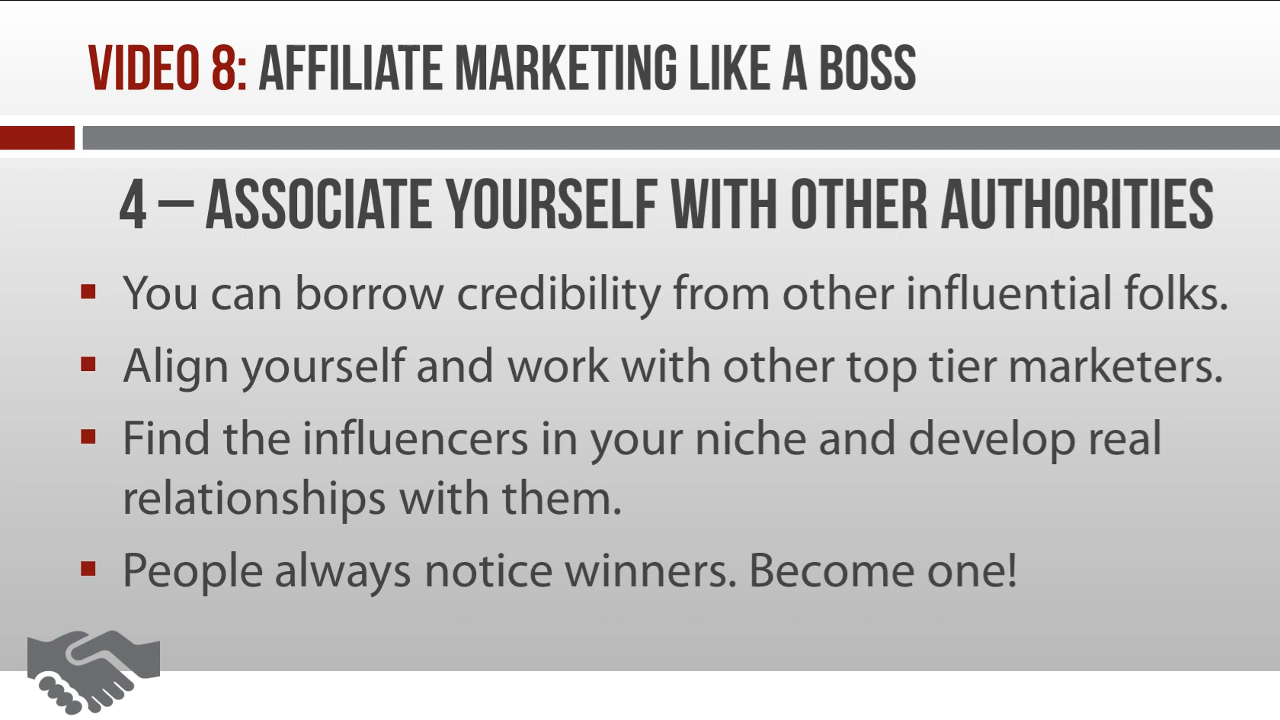 VIDEO 8: AFFILIATE MARKETING LIKE A BOSS
4 – ASSOCIATE YOURSELF WITH OTHER AUTHORITIES
You can borrow credibility from other influential folks.
Align yourself and work with other top tier marketers.
Find the influencers in your niche and develop real
relationships with them.
People always notice winners. Become one!